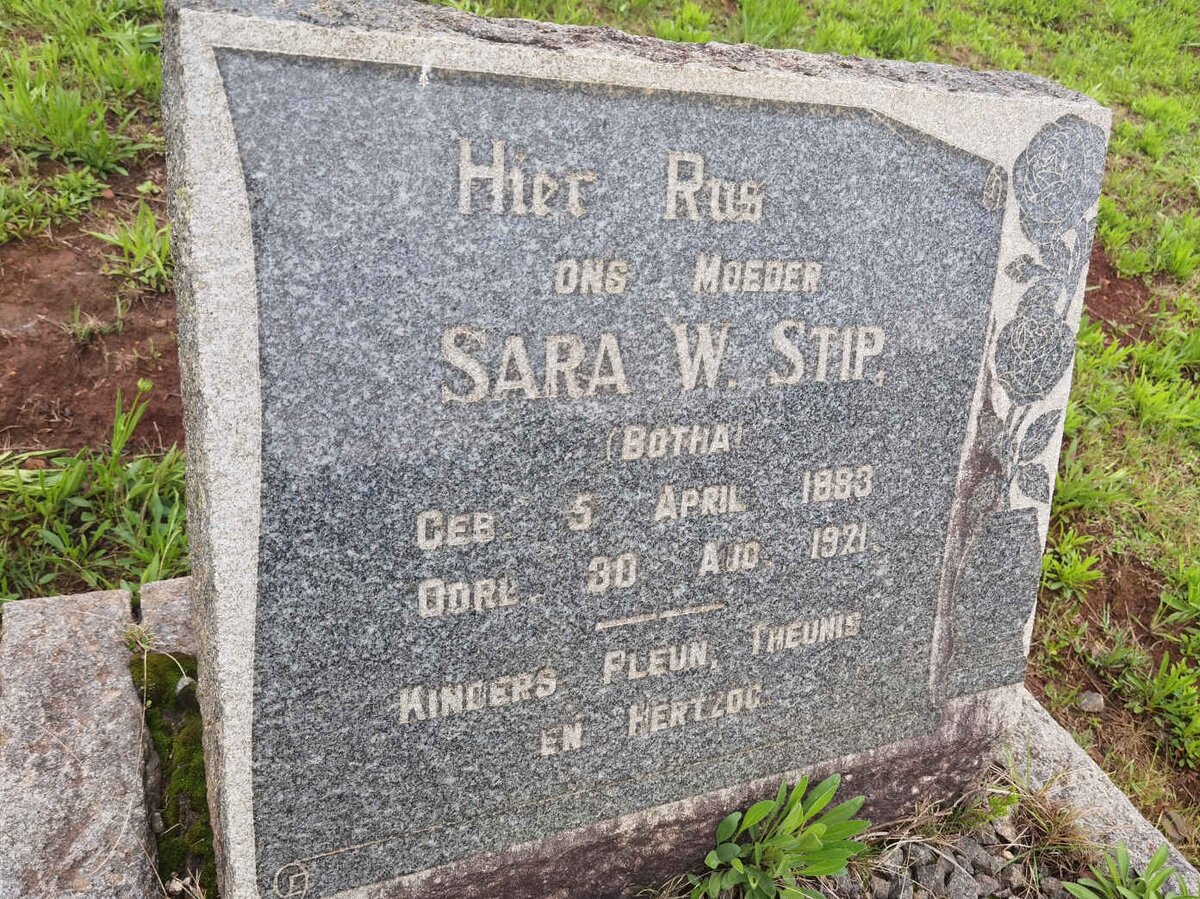 Hier Rus
ONS MOEDER
SARA W. STIP.
(BOTHA)
GEB. 5 APRIL 1893
OORL. 30 AUG. 1921.
KINDERS PLEUN, THEUNIS
EN HERTZOG.